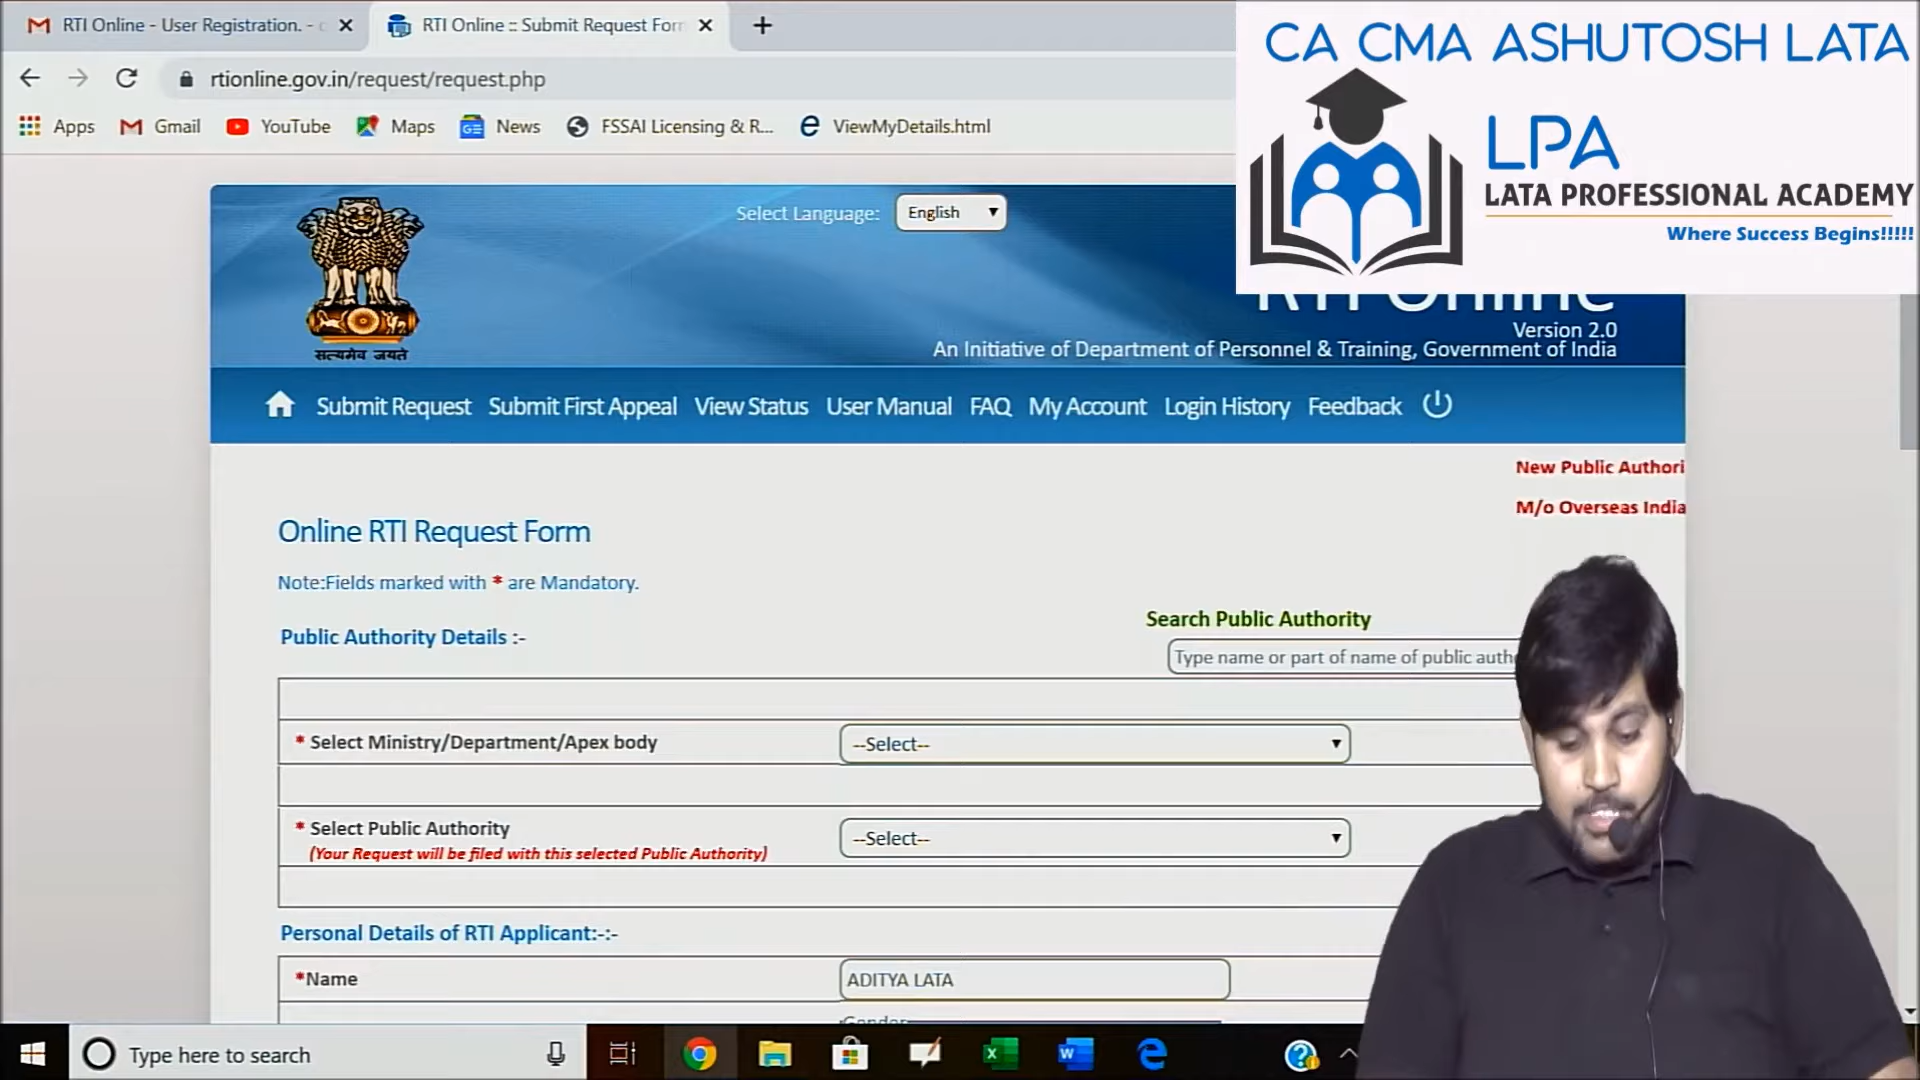 RTI Online - User Registration. -
RTI Online :: Submit Request For
rtionline.gov.in/request/request.php
Apps
Gmail
YouTube
Maps
News
FSSAI Licensing & R...
ViewMyDetails.html
CA CMA ASHUTOSH LATA
LPA
LATA PROFESSIONAL ACADEMY
Where Success Begins!!!!!
Select Language:
English
सत्यमेव जयते
RTI Online
Version 2.0
An Initiative of Department of Personnel & Training, Government of India
Submit Request
Submit First Appeal
View Status
User Manual
FAQ
My Account
Login History
Feedback
New Public Authori
M/o Overseas India
Online RTI Request Form
Note:Fields marked with * are Mandatory.
Search Public Authority
Public Authority Details :-
Type name or part of name of public auth
* Select Ministry/Department/Apex body
--Select--
* Select Public Authority
--Select--
(Your Request will be filed with this selected Public Authority)
Personal Details of RTI Applicant:-:-
*Name
ADITYA LATA
Gender
Type here to search